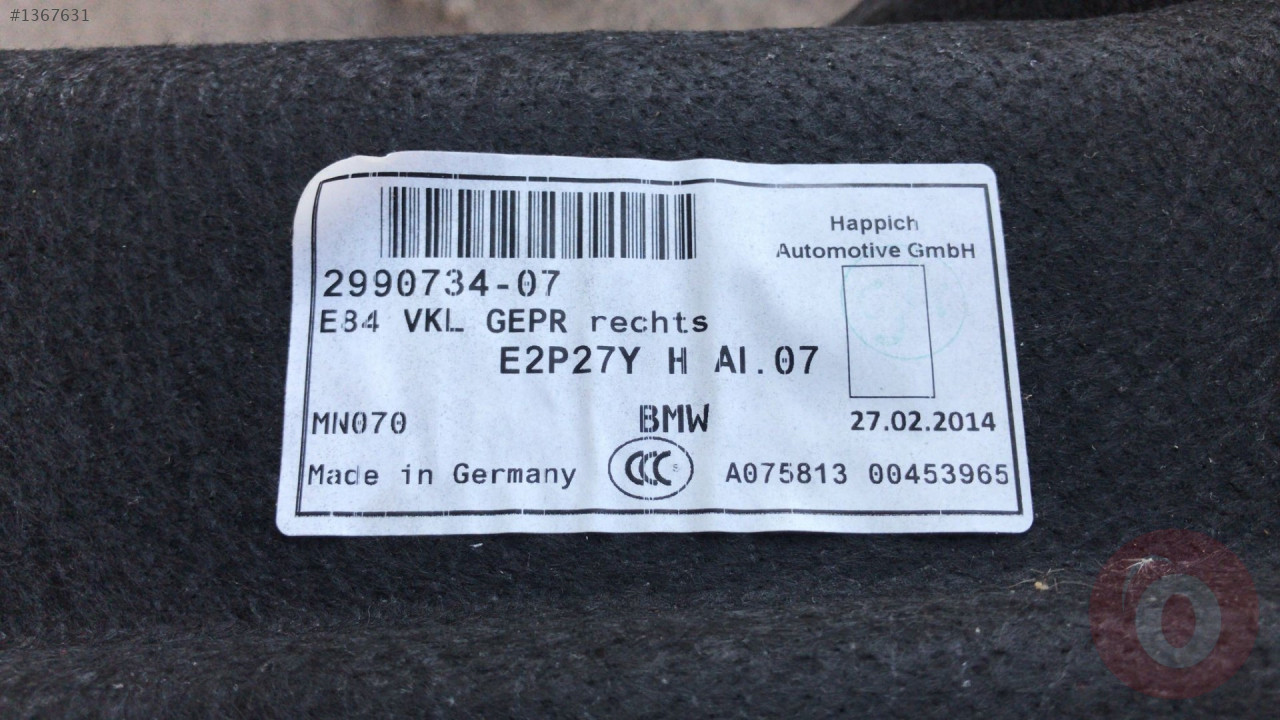 #1367631
Happich
Automotive GmbH
2990734-07
E84 VKL GEPR rechts
E2P27Y H AI.07
MN070
BMW
27.02.2014
Made in Germany
CCC S
A075813 00453965
O